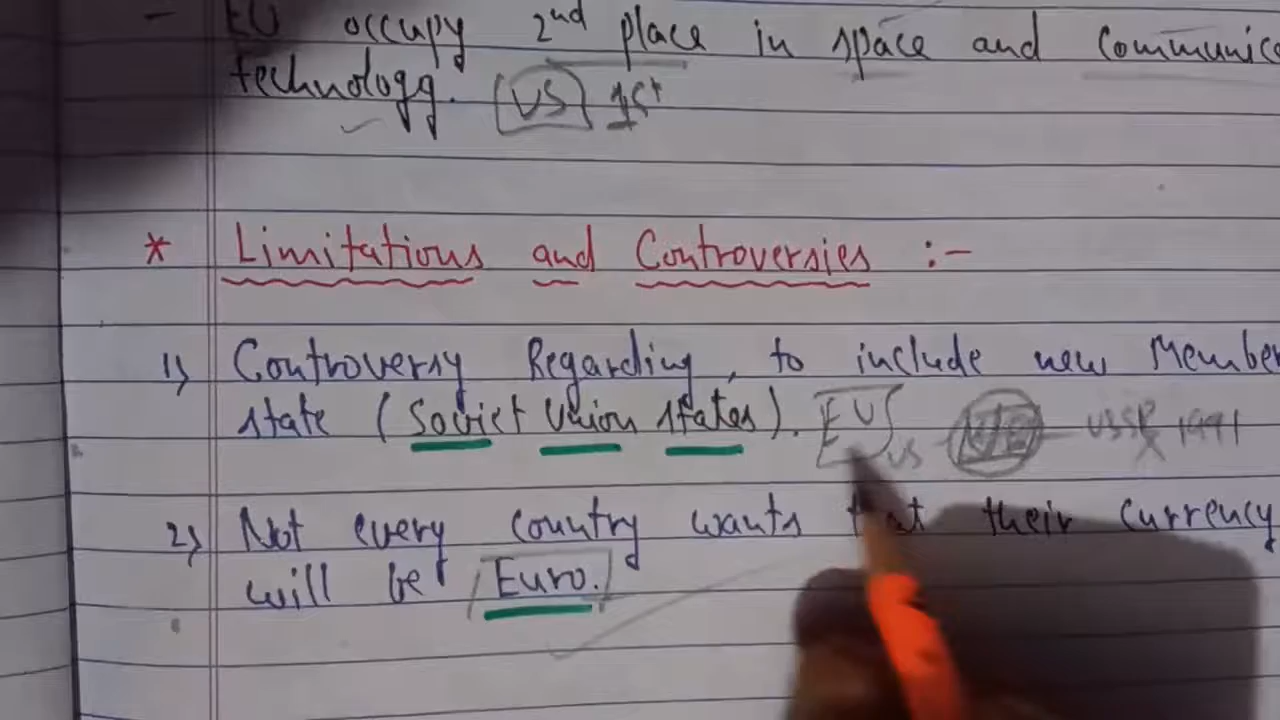 - EU occupy 2nd place in space and communic
technology. (US) 1st
* Limitations and Controversies :-
1) Controversy Regarding, to include new Member
state (Soviet Union states). EU US USSR 1991
2) Not every country wants that their currency
will be Euro.